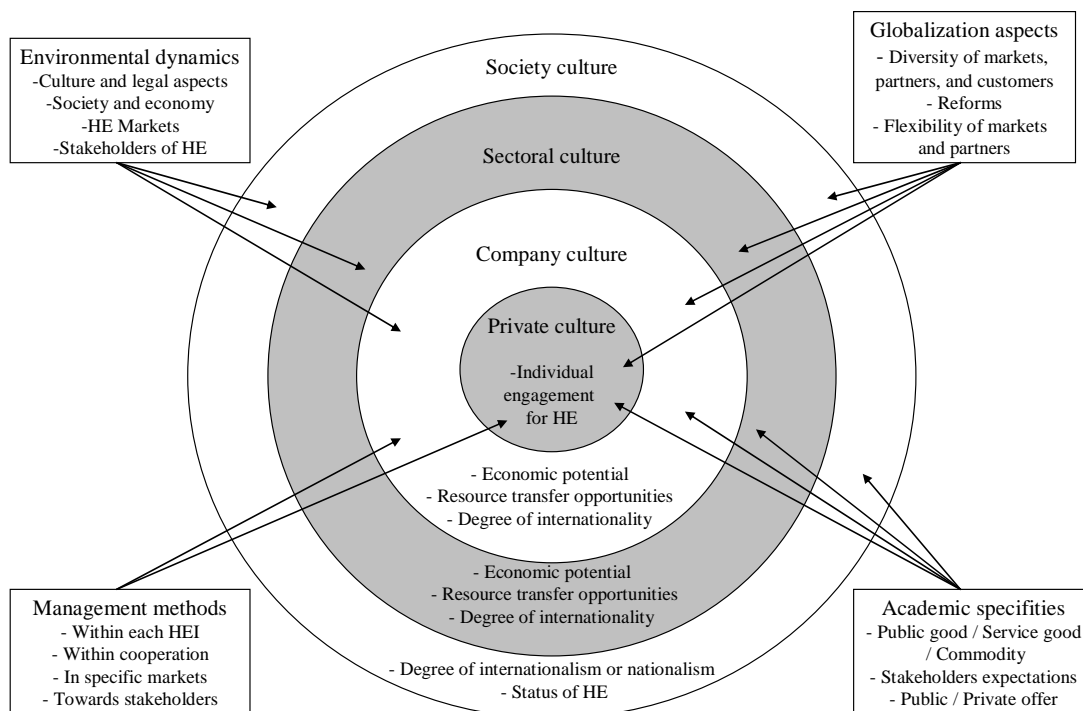 Environmental dynamics
-Culture and legal aspects
-Society and economy
-HE Markets
-Stakeholders of HE
Globalization aspects
- Diversity of markets,
partners, and customers
- Reforms
- Flexibility of markets
and partners
Society culture
Sectoral culture
Company culture
Private culture
-Individual
engagement
for HE
- Economic potential
- Resource transfer opportunities
- Degree of internationality
- Economic potential
- Resource transfer opportunities
- Degree of internationality
- Degree of internationalism or nationalism
- Status of HE
Management methods
- Within each HEI
- Within cooperation
- In specific markets
- Towards stakeholders
Academic specifities
- Public good / Service good
/ Commodity
- Stakeholders expectations
- Public / Private offer